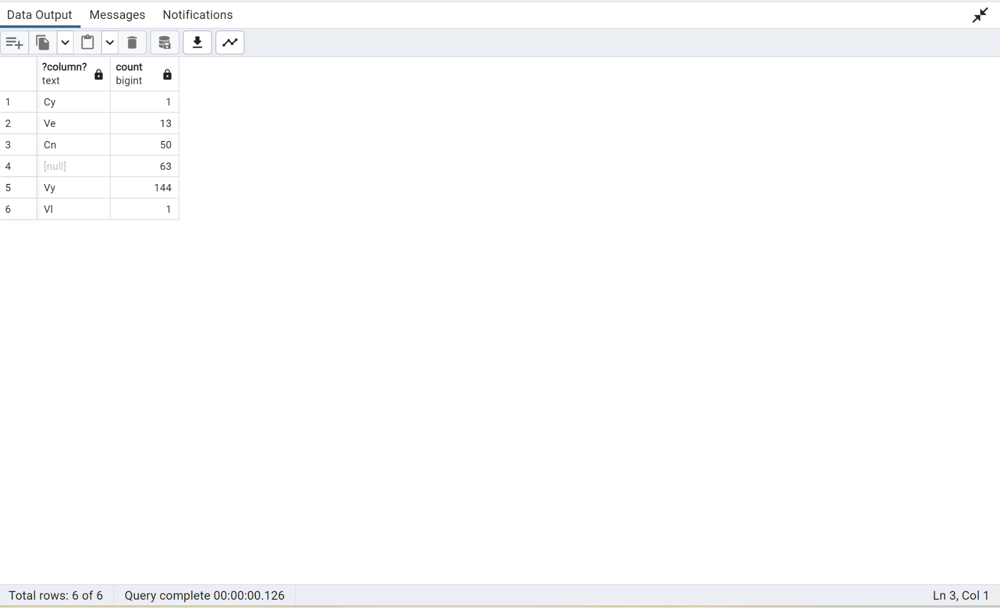 Data Output Messages Notifications
?column? count
text bigint
1 Cy 1
2 Ve 13
3 Cn 50
4 [null] 63
5 Vy 144
6 Vl 1
Total rows: 6 of 6 Query complete 00:00:00.126 Ln 3, Col 1